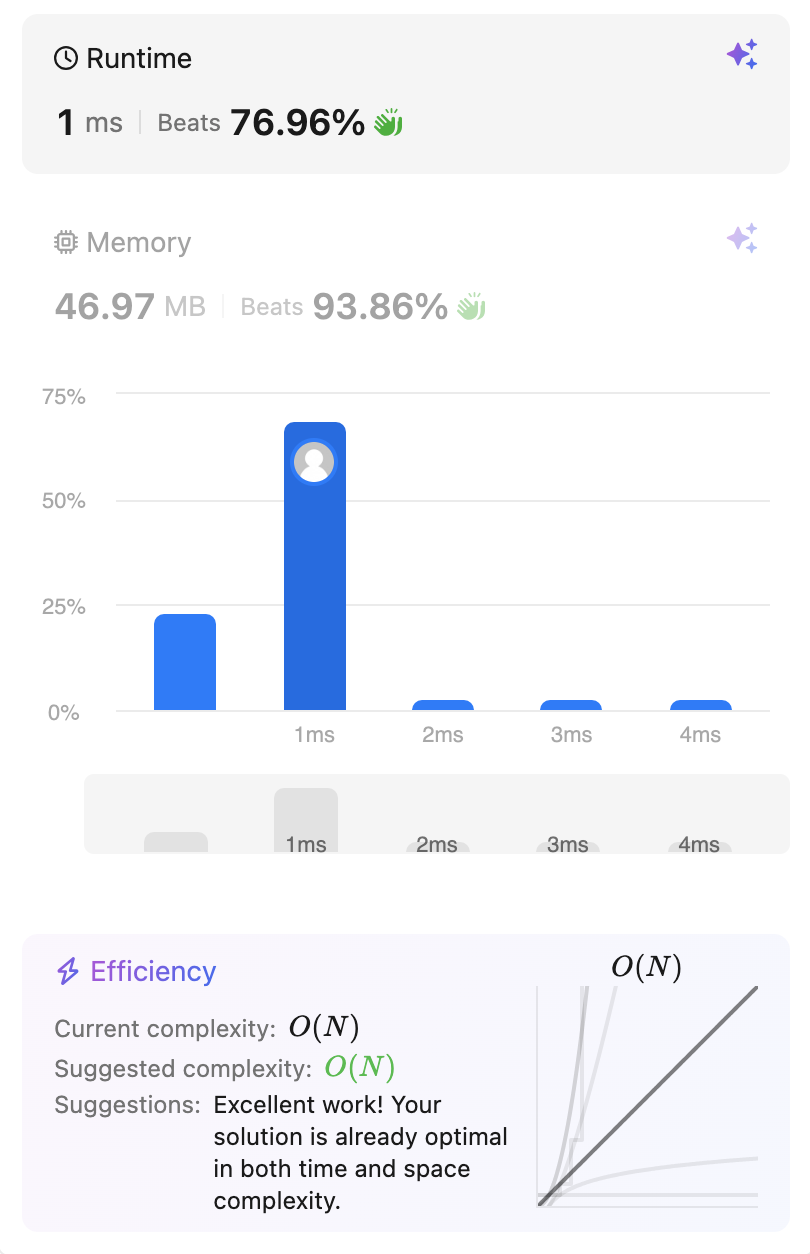 Runtime
1 ms Beats 76.96%
Memory
46.97 MB Beats 93.86%
75%
50%
25%
0%
1ms 2ms 3ms 4ms
1ms 2ms 3ms 4ms
Efficiency
O(N)
Current complexity: O(N)
Suggested complexity: O(N)
Suggestions: Excellent work! Your
solution is already optimal
in both time and space
complexity.